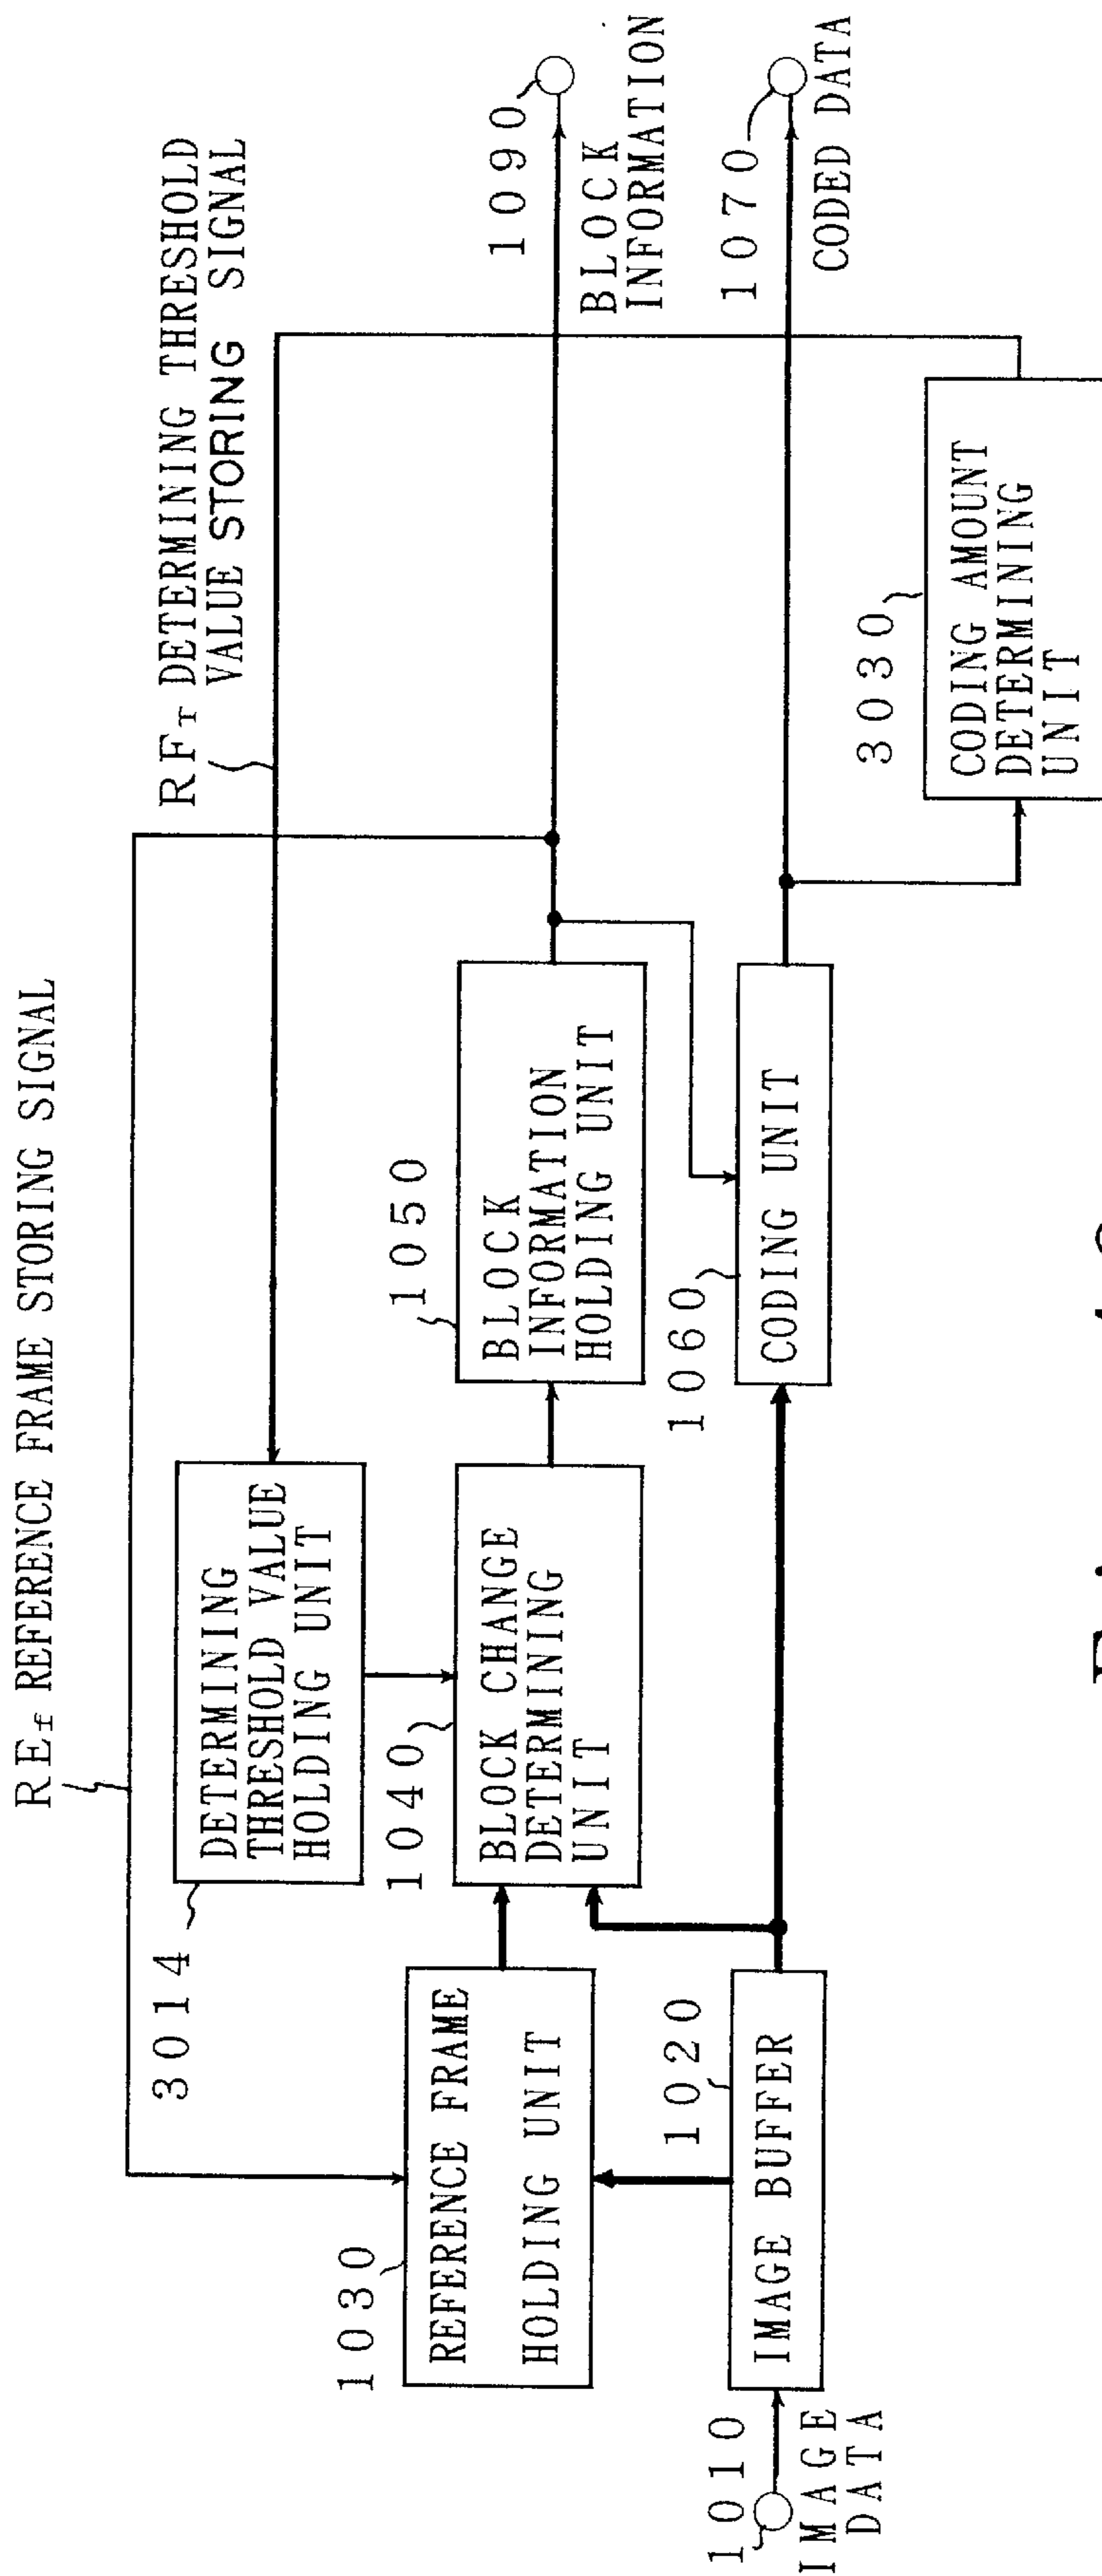 REf REFERENCE FRAME STORING SIGNAL
RFT DETERMINING THRESHOLD
VALUE STORING SIGNAL
3014
DETERMINING
THRESHOLD VALUE
HOLDING UNIT
1030
REFERENCE FRAME
HOLDING UNIT
1040
BLOCK CHANGE
DETERMINING
UNIT
1050
BLOCK
INFORMATION
HOLDING UNIT
1090
BLOCK
INFORMATION
1010
IMAGE
DATA
1020
IMAGE BUFFER
1060
CODING UNIT
1070
CODED DATA
3030
CODING AMOUNT
DETERMINING
UNIT